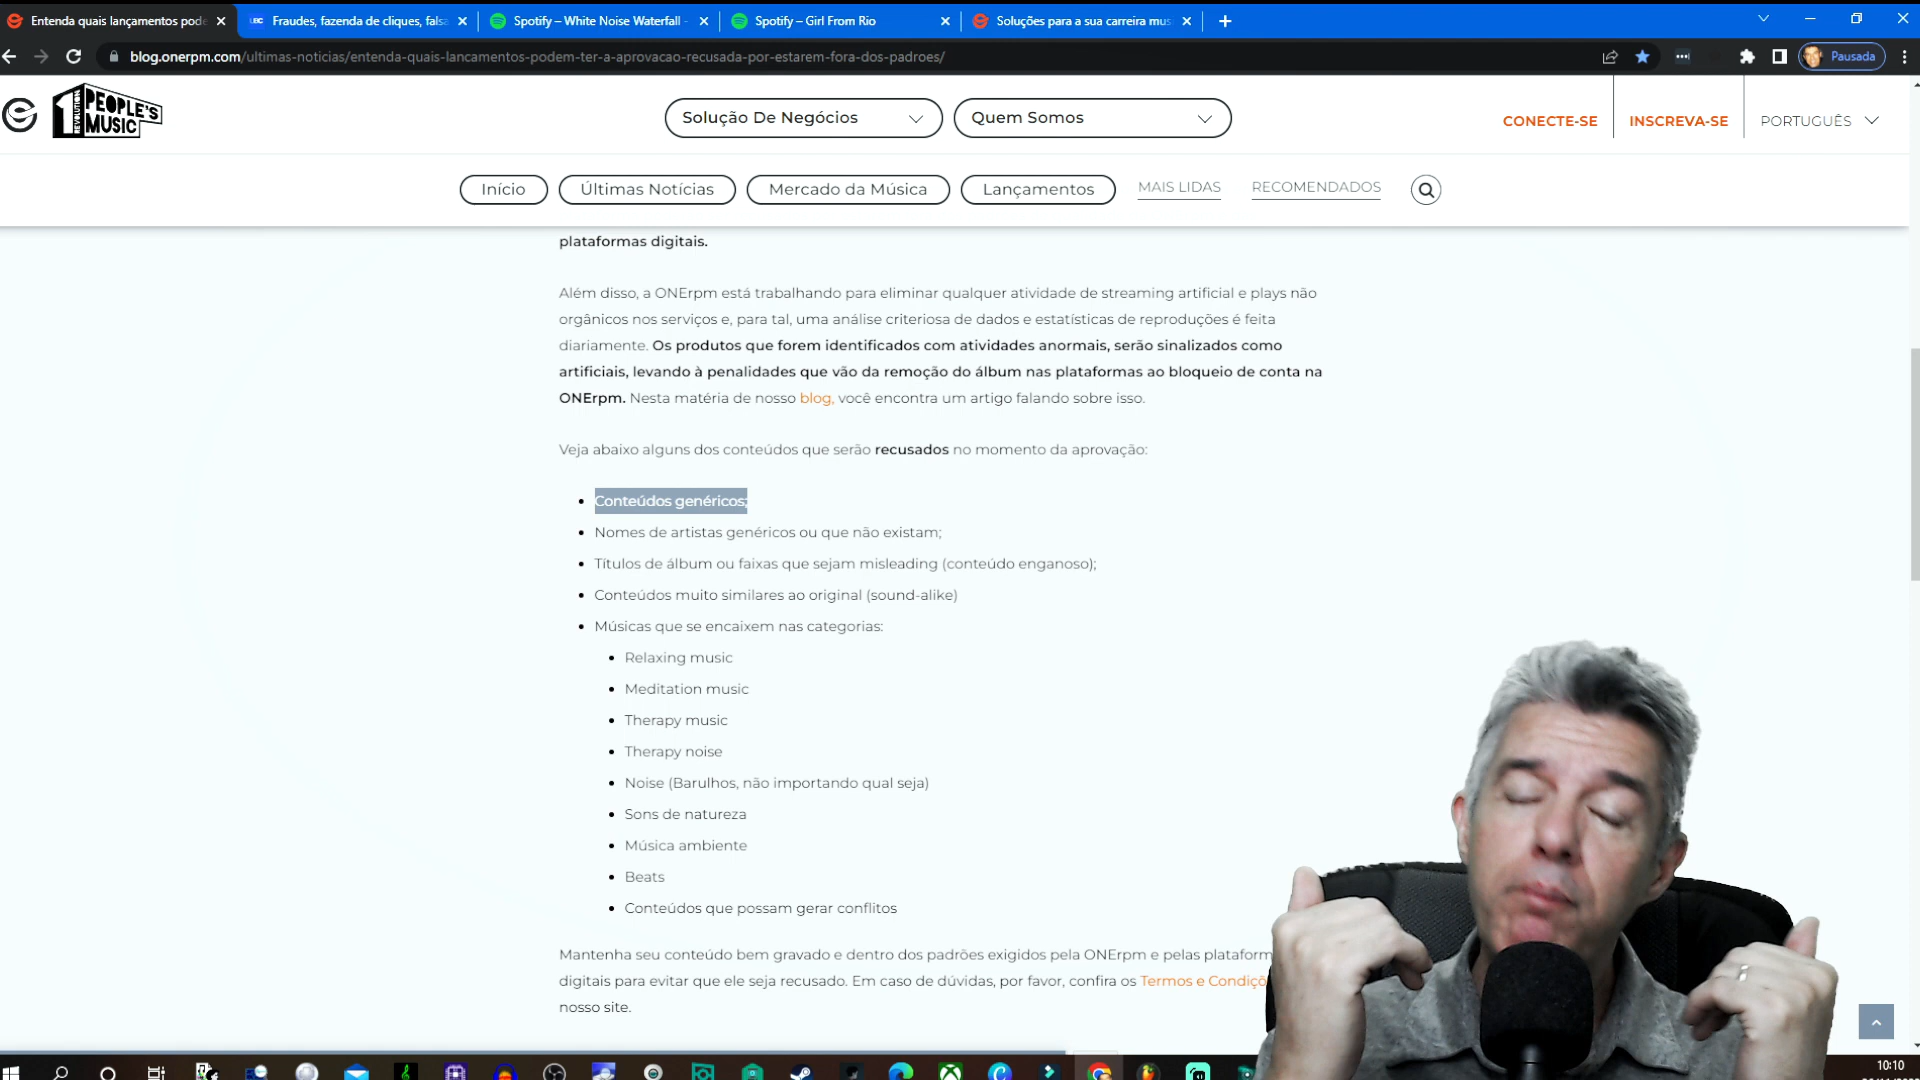 Entenda quais lançamentos pode
UBC Fraudes, fazenda de cliques, falsa
Spotify – White Noise Waterfall -
Spotify – Girl From Rio
Soluções para a sua carreira mus
blog.onerpm.com/ultimas-noticias/entenda-quais-lancamentos-podem-ter-a-aprovacao-recusada-por-estarem-fora-dos-padroes/
Pausada
1 REVOLUTION PEOPLE'S MUSIC
Solução De Negócios
Quem Somos
CONECTE-SE
INSCREVA-SE
PORTUGUÊS
Início
Últimas Notícias
Mercado da Música
Lançamentos
MAIS LIDAS
RECOMENDADOS
plataformas digitais.
Além disso, a ONErpm está trabalhando para eliminar qualquer atividade de streaming artificial e plays não
orgânicos nos serviços e, para tal, uma análise criteriosa de dados e estatísticas de reproduções é feita
diariamente. Os produtos que forem identificados com atividades anormais, serão sinalizados como
artificiais, levando à penalidades que vão da remoção do álbum nas plataformas ao bloqueio de conta na
ONErpm. Nesta matéria de nosso blog, você encontra um artigo falando sobre isso.
Veja abaixo alguns dos conteúdos que serão recusados no momento da aprovação:
Conteúdos genéricos;
Nomes de artistas genéricos ou que não existam;
Títulos de álbum ou faixas que sejam misleading (conteúdo enganoso);
Conteúdos muito similares ao original (sound-alike)
Músicas que se encaixem nas categorias:
Relaxing music
Meditation music
Therapy music
Therapy noise
Noise (Barulhos, não importando qual seja)
Sons de natureza
Música ambiente
Beats
Conteúdos que possam gerar conflitos
Mantenha seu conteúdo bem gravado e dentro dos padrões exigidos pela ONErpm e pelas plataform
digitais para evitar que ele seja recusado. Em caso de dúvidas, por favor, confira os Termos e Condiçõ
nosso site.
10:10